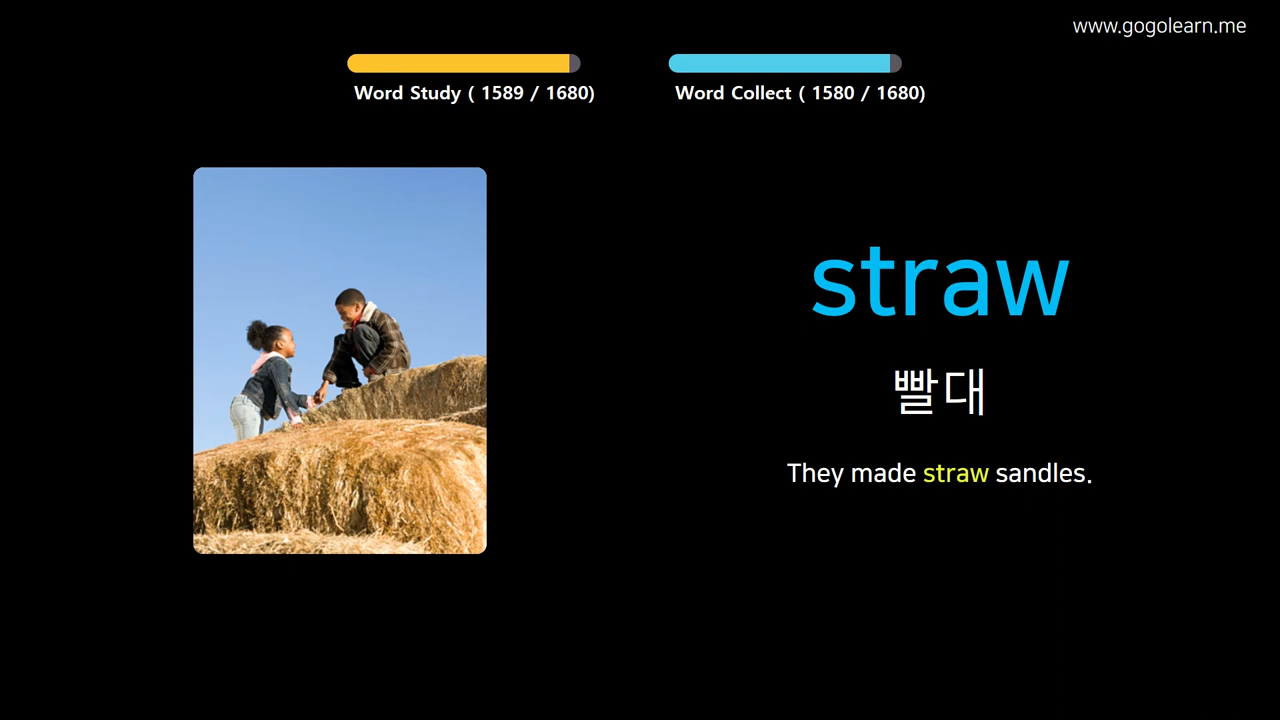 www.gogolearn.me
Word Study ( 1589 / 1680)
Word Collect ( 1580 / 1680)
straw
빨대
They made straw sandles.